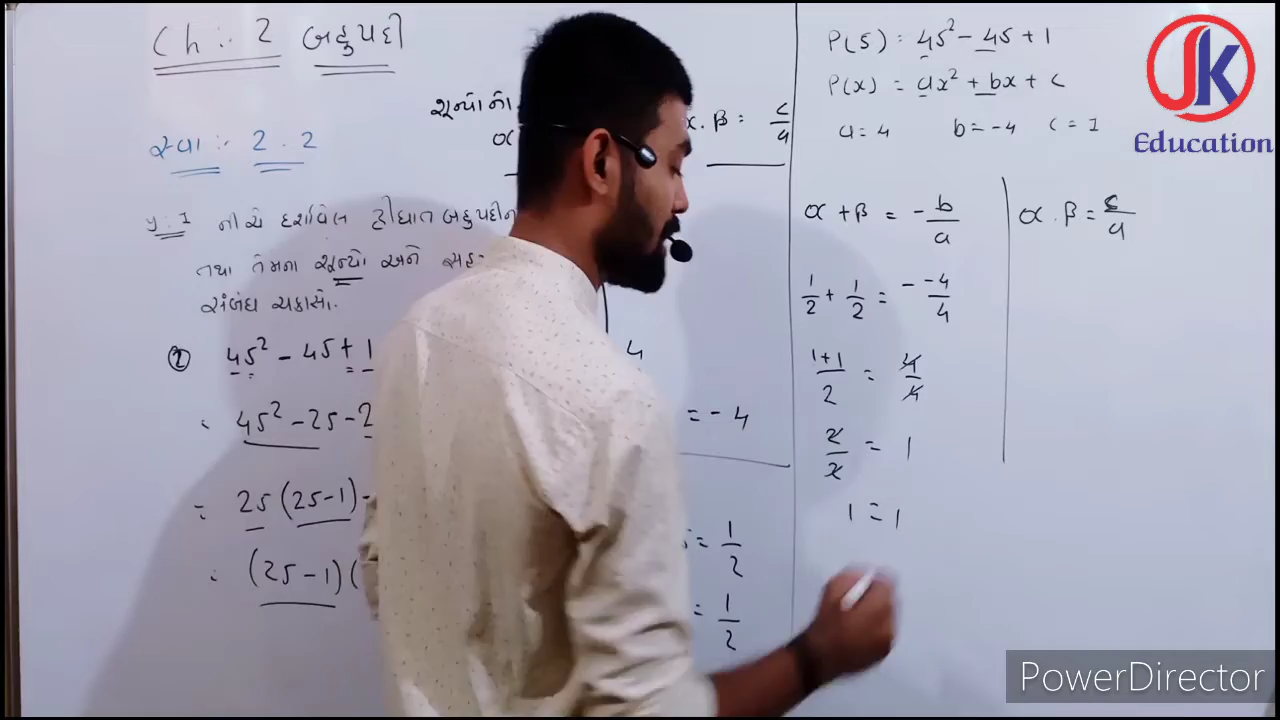 Ch :- 2 બહુપદી
શૂન્યોનો
α . β = c/a
સ્વા :- 2.2
પ્ર:1 નીચે દર્શાવેલ દ્વીઘાત બહુપદીન
તથા તેમના શૂન્યો અને સહ
સંબંધ ચકાસો.
② 4s² - 4s + 1
4
= 4s² - 2s - 2
= - 4
= 2s (2s - 1) -
s = 1/2
= (2s - 1) (
= 1/2
P(s) = 4s² - 4s + 1
P(x) = ax² + bx + c
a = 4 b = -4 c = 1
α + β = - b/a
1/2 + 1/2 = - -4/4
1+1/2 = 4/4
2/2 = 1
1 = 1
α . β = c/a
JK
Education
PowerDirector